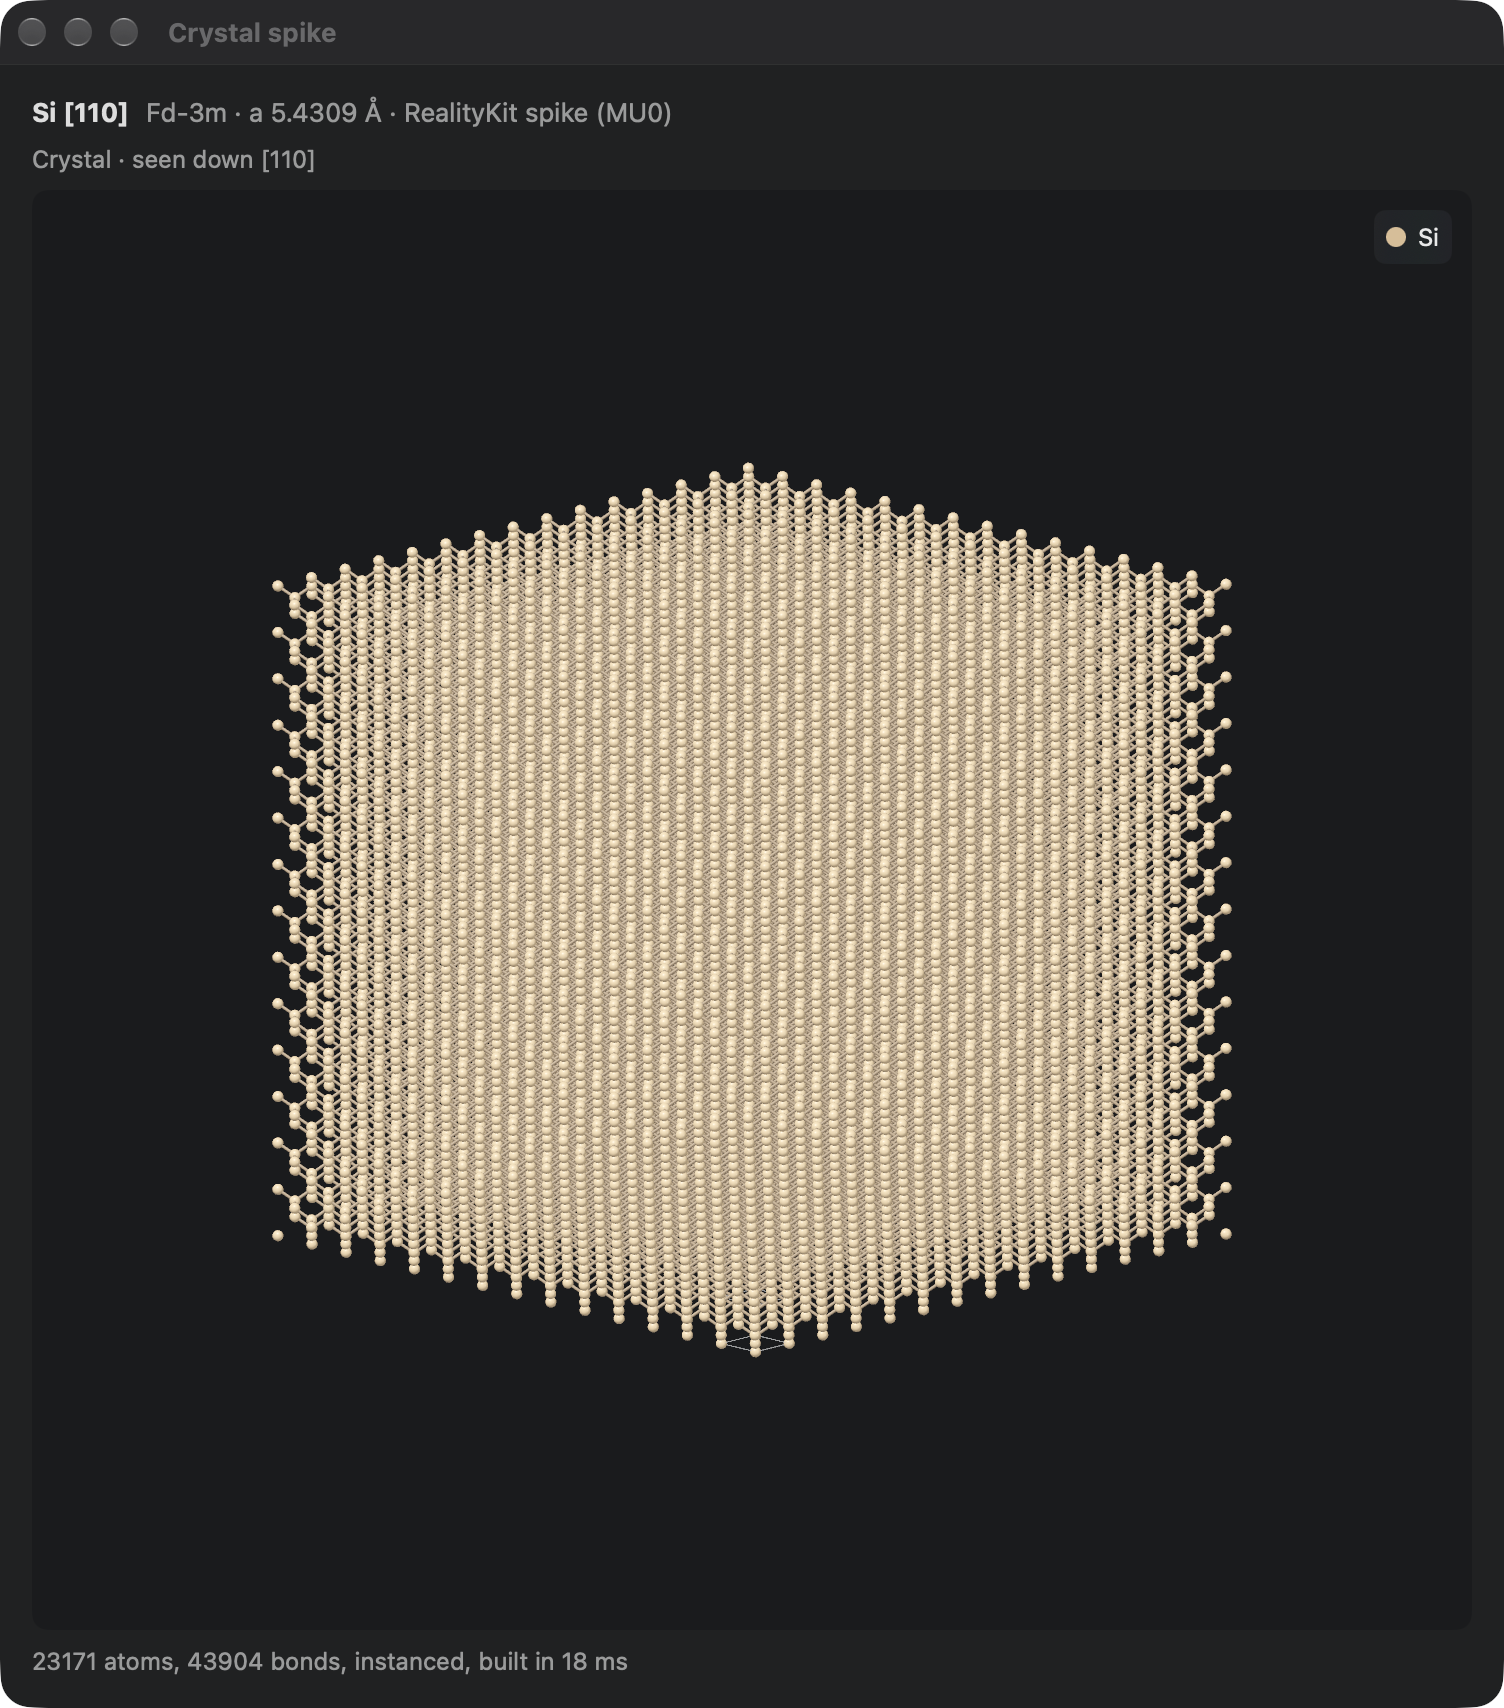 Crystal spike
Si [110] Fd-3m · a 5.4309 Å · RealityKit spike (MU0)
Crystal · seen down [110]
Si
23171 atoms, 43904 bonds, instanced, built in 18 ms